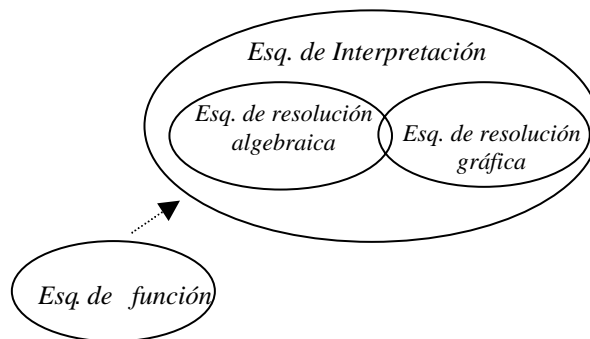 Esq. de Interpretación
Esq. de resolución
algebraica
Esq. de resolución
gráfica
Esq. de función